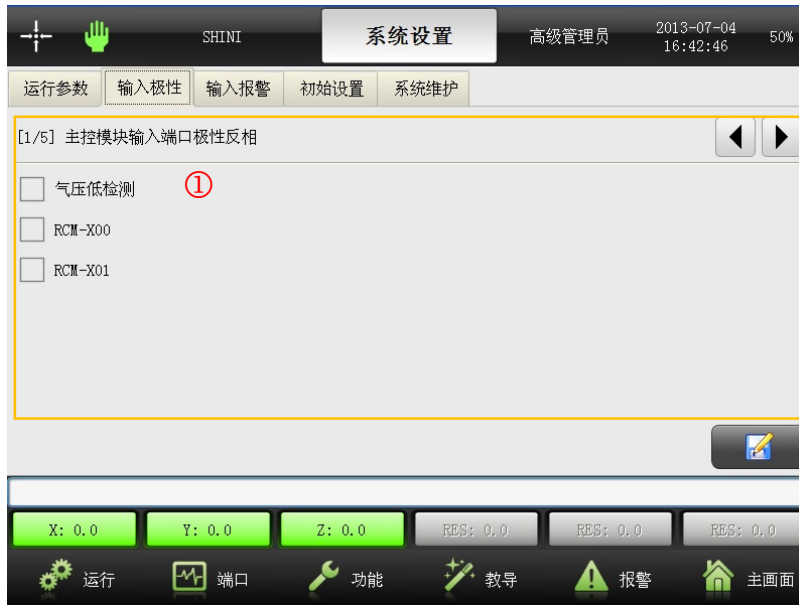 SHINI 系统设置 高级管理员 2013-07-04 16:42:46 50%
运行参数 输入极性 输入报警 初始设置 系统维护
[1/5] 主控模块输入端口极性反相
气压低检测 ①
RCM-X00
RCM-X01
X: 0.0 Y: 0.0 Z: 0.0 RES: 0.0 RES: 0.0 RES: 0.0
运行 端口 功能 教导 报警 主画面